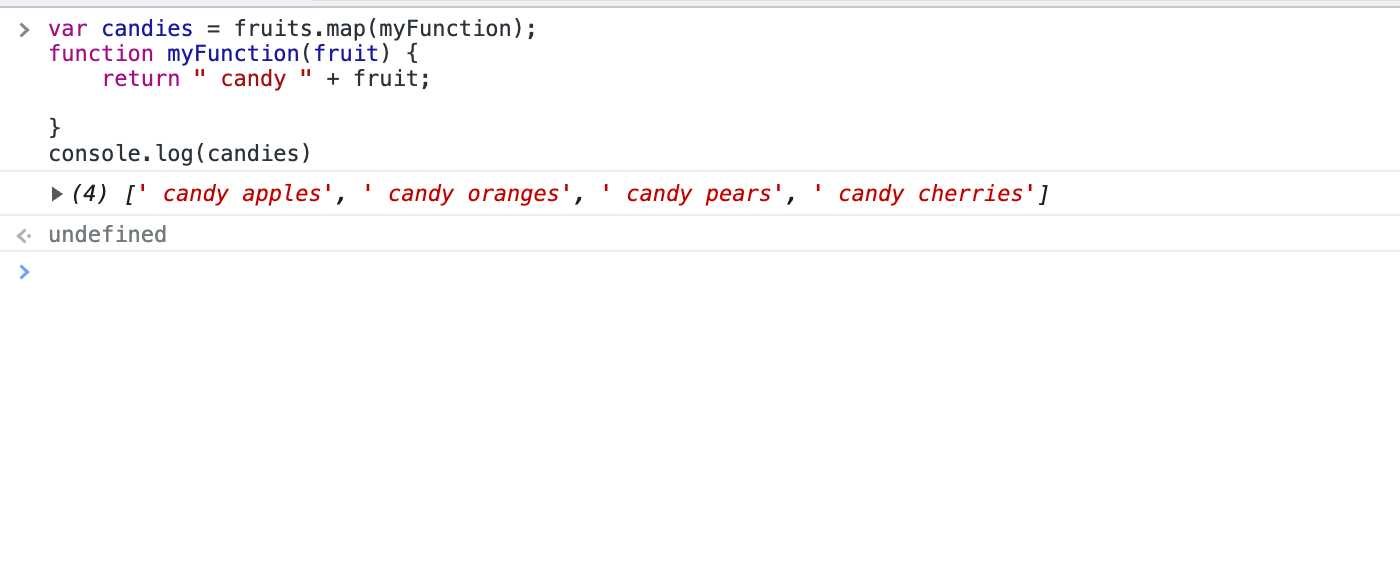 var candies = fruits.map(myFunction);
function myFunction(fruit) {
    return " candy " + fruit;
}
console.log(candies)
(4) [' candy apples', ' candy oranges', ' candy pears', ' candy cherries']
undefined